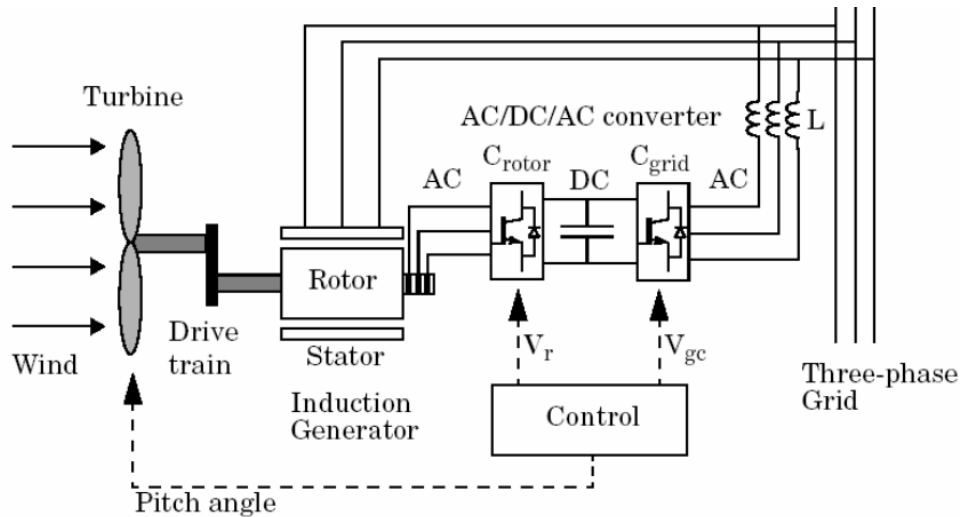 Turbine
AC/DC/AC converter
L
C_rotor
C_grid
AC
DC
AC
Rotor
Drive
train
Stator
Wind
V_r
V_gc
Induction
Generator
Control
Three-phase
Grid
Pitch angle